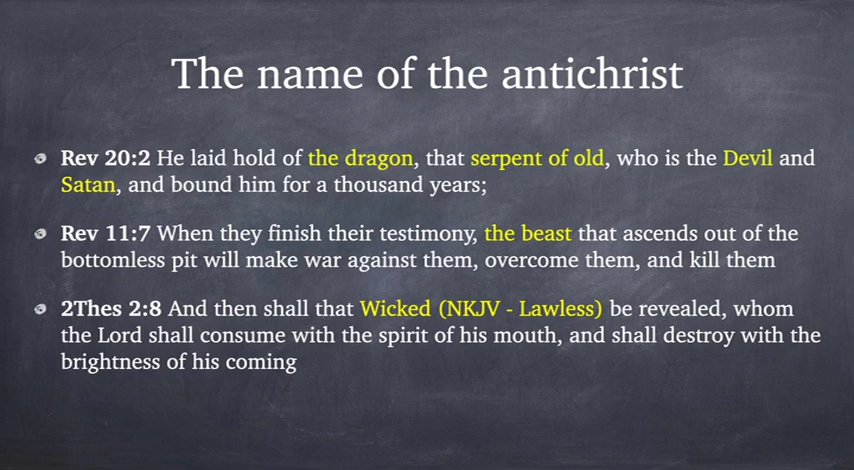 The name of the antichrist
Rev 20:2 He laid hold of the dragon, that serpent of old, who is the Devil and
Satan, and bound him for a thousand years;
Rev 11:7 When they finish their testimony, the beast that ascends out of the
bottomless pit will make war against them, overcome them, and kill them
2Thes 2:8 And then shall that Wicked (NKJV - Lawless) be revealed, whom
the Lord shall consume with the spirit of his mouth, and shall destroy with the
brightness of his coming